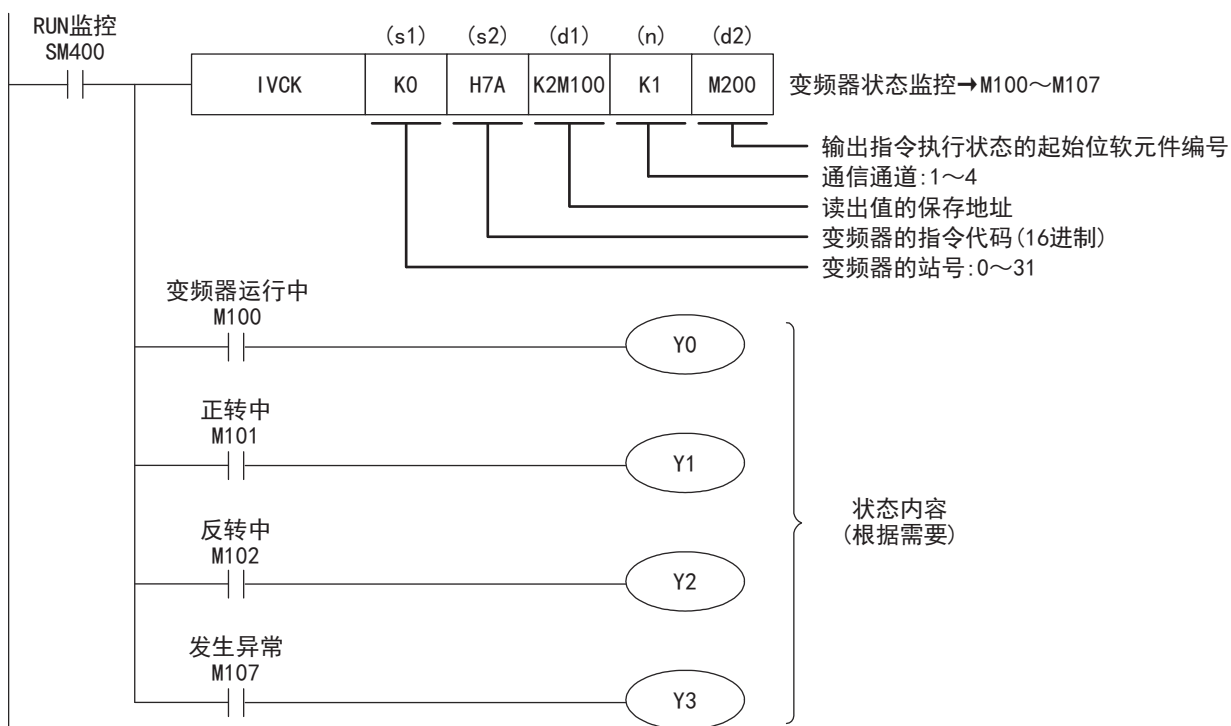 RUN监控
SM400
(s1) (s2) (d1) (n) (d2)
IVCK K0 H7A K2M100 K1 M200 变频器状态监控→M100～M107
输出指令执行状态的起始位软元件编号
通信通道:1～4
读出值的保存地址
变频器的指令代码(16进制)
变频器的站号:0～31
变频器运行中
M100
Y0
正转中
M101
Y1
反转中
M102
Y2
状态内容
(根据需要)
发生异常
M107
Y3